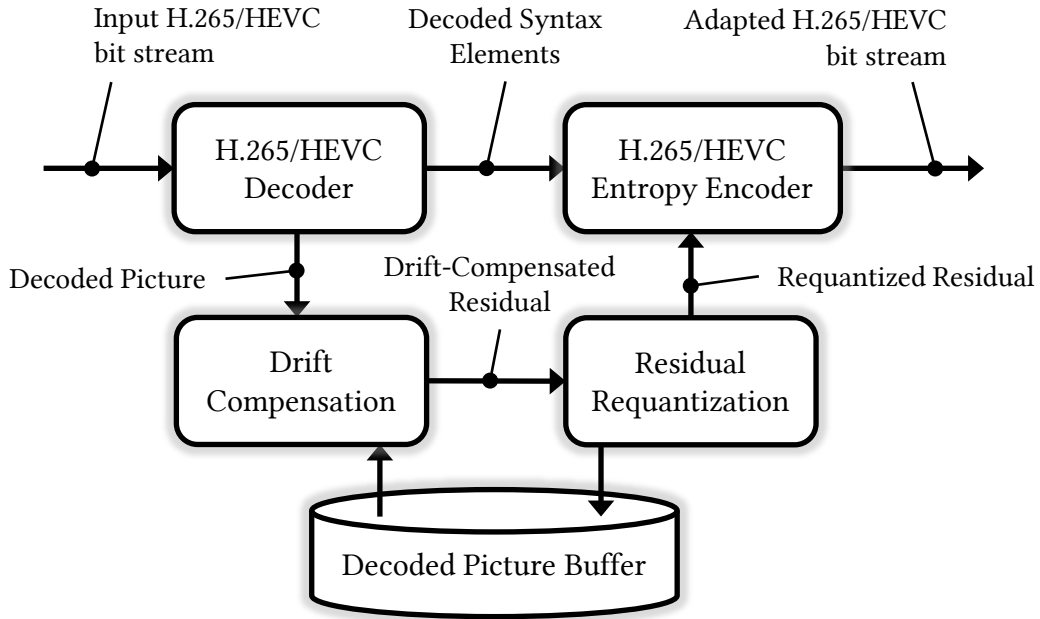 Input H.265/HEVC
bit stream
Decoded Syntax
Elements
Adapted H.265/HEVC
bit stream
H.265/HEVC
Decoder
H.265/HEVC
Entropy Encoder
Decoded Picture
Drift-Compensated
Residual
Requantized Residual
Drift
Compensation
Residual
Requantization
Decoded Picture Buffer